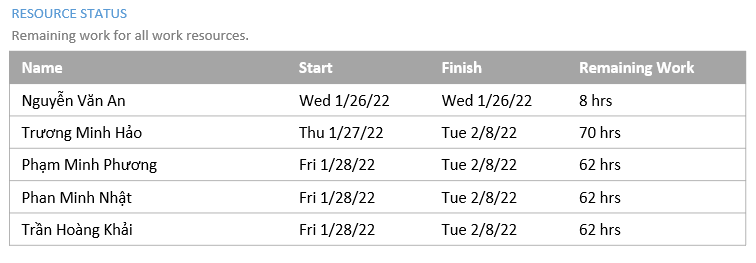 RESOURCE STATUS
Remaining work for all work resources.
Name Start Finish Remaining Work
Nguyễn Văn An Wed 1/26/22 Wed 1/26/22 8 hrs
Trương Minh Hảo Thu 1/27/22 Tue 2/8/22 70 hrs
Phạm Minh Phương Fri 1/28/22 Tue 2/8/22 62 hrs
Phan Minh Nhật Fri 1/28/22 Tue 2/8/22 62 hrs
Trần Hoàng Khải Fri 1/28/22 Tue 2/8/22 62 hrs